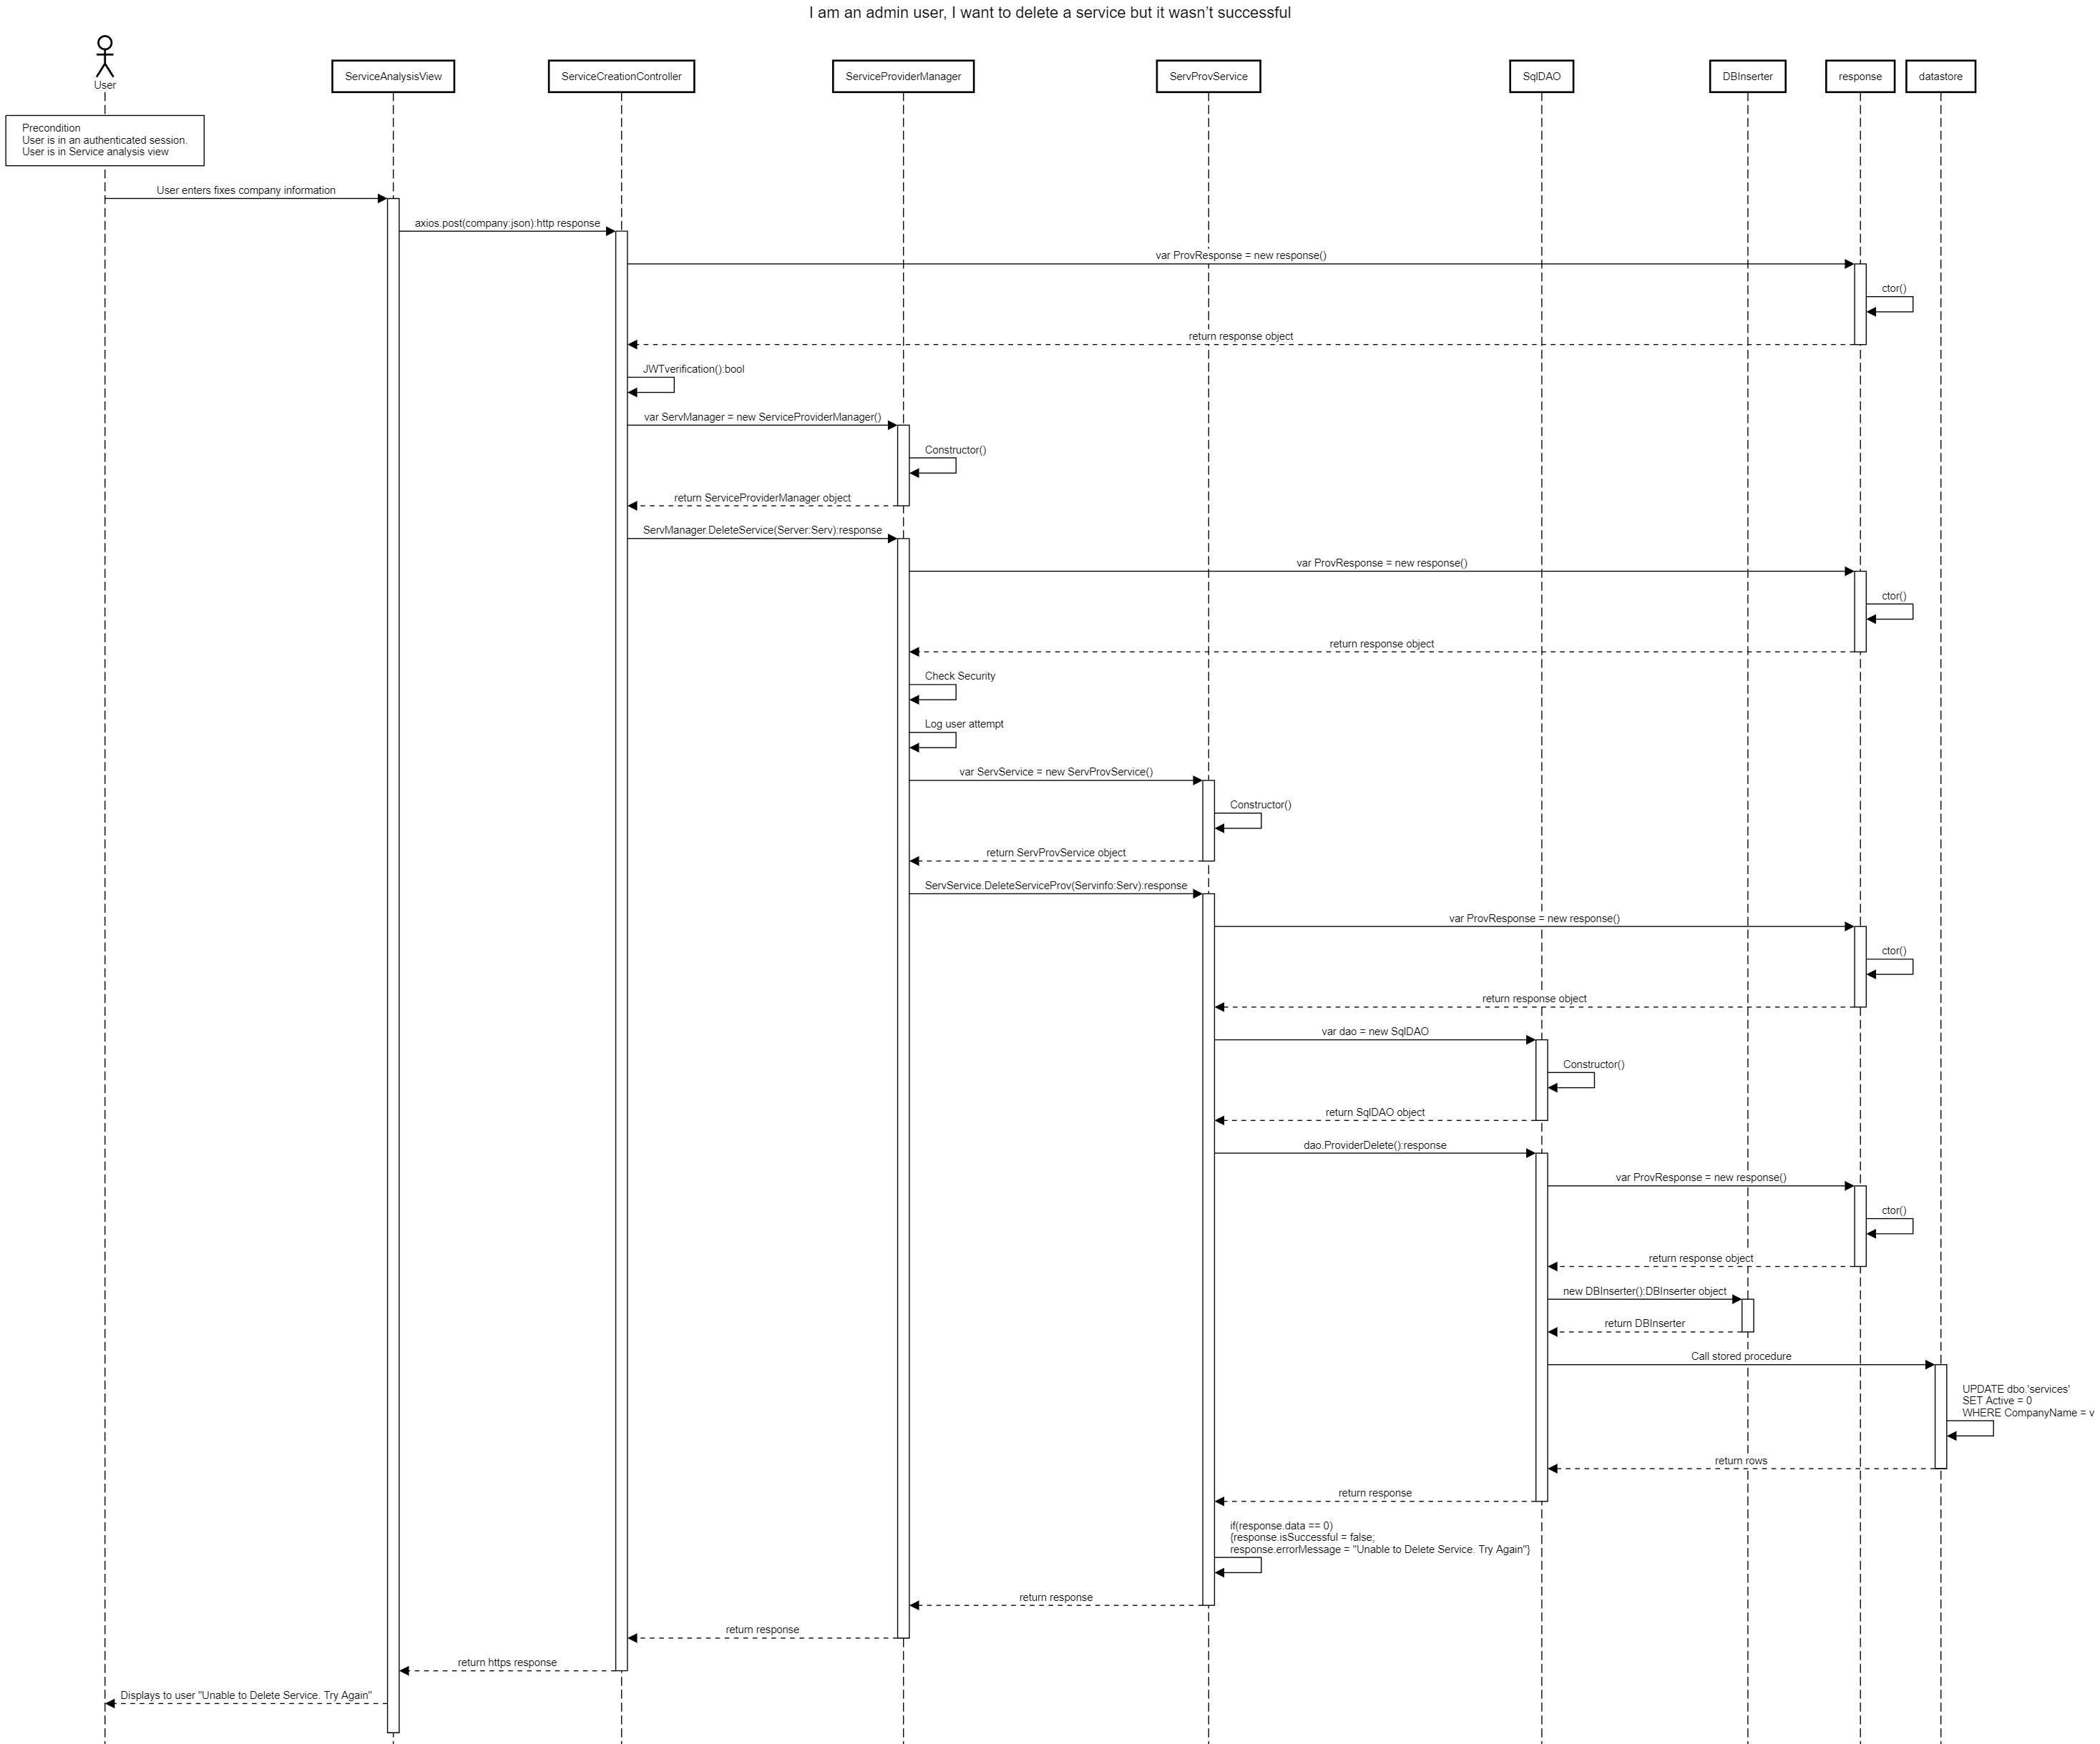 I am an admin user, I want to delete a service but it wasn't successful
User
ServiceAnalysisView
ServiceCreationController
ServiceProviderManager
ServProvService
SqlDAO
DBInserter
response
datastore
Precondition
User is in an authenticated session.
User is in Service analysis view
User enters fixes company information
axios.post(company:json):http response
var ProvResponse = new response()
ctor()
return response object
JWTverification():bool
var ServManager = new ServiceProviderManager()
Constructor()
return ServiceProviderManager object
ServManager.DeleteService(Server:Serv):response
var ProvResponse = new response()
ctor()
return response object
Check Security
Log user attempt
var ServService = new ServProvService()
Constructor()
return ServProvService object
ServService.DeleteServiceProv(Servinfo:Serv):response
var ProvResponse = new response()
ctor()
return response object
var dao = new SqlDAO
Constructor()
return SqlDAO object
dao.ProviderDelete():response
var ProvResponse = new response()
ctor()
return response object
new DBInserter():DBInserter object
return DBInserter
Call stored procedure
UPDATE dbo.'services'
SET Active = 0
WHERE CompanyName = v
return rows
return response
if(response.data == 0)
{response.isSuccessful = false;
response.errorMessage = "Unable to Delete Service. Try Again"}
return response
return response
return https response
Displays to user "Unable to Delete Service. Try Again"